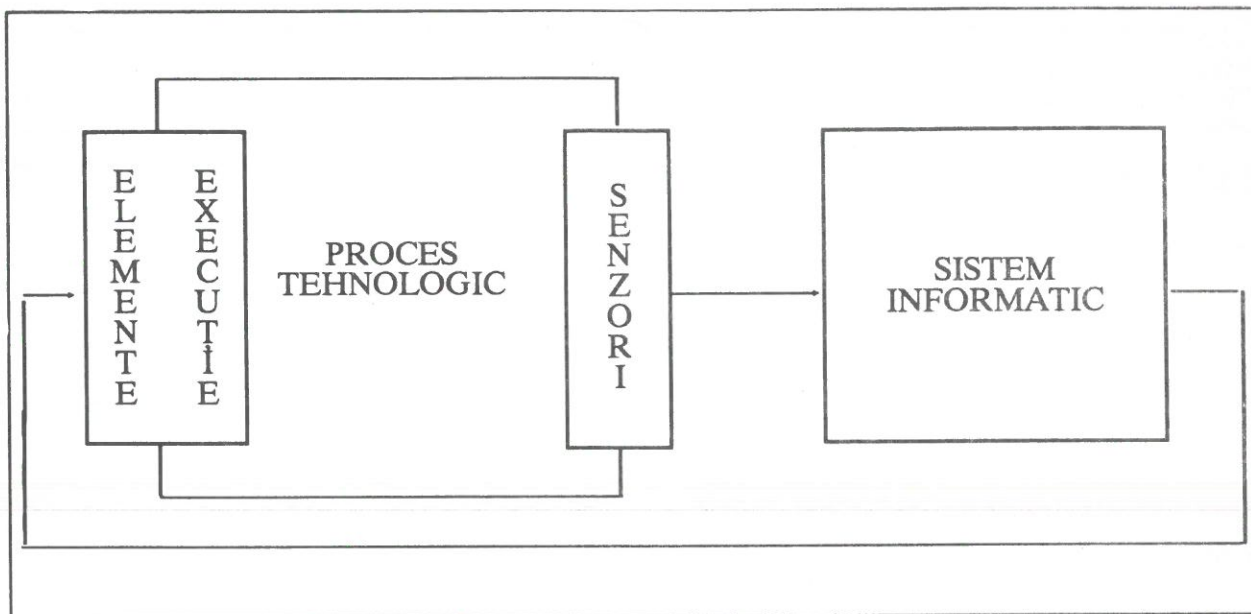 ELEMENTE
EXECUTIE
PROCES
TEHNOLOGIC
SENZORI
SISTEM
INFORMATIC